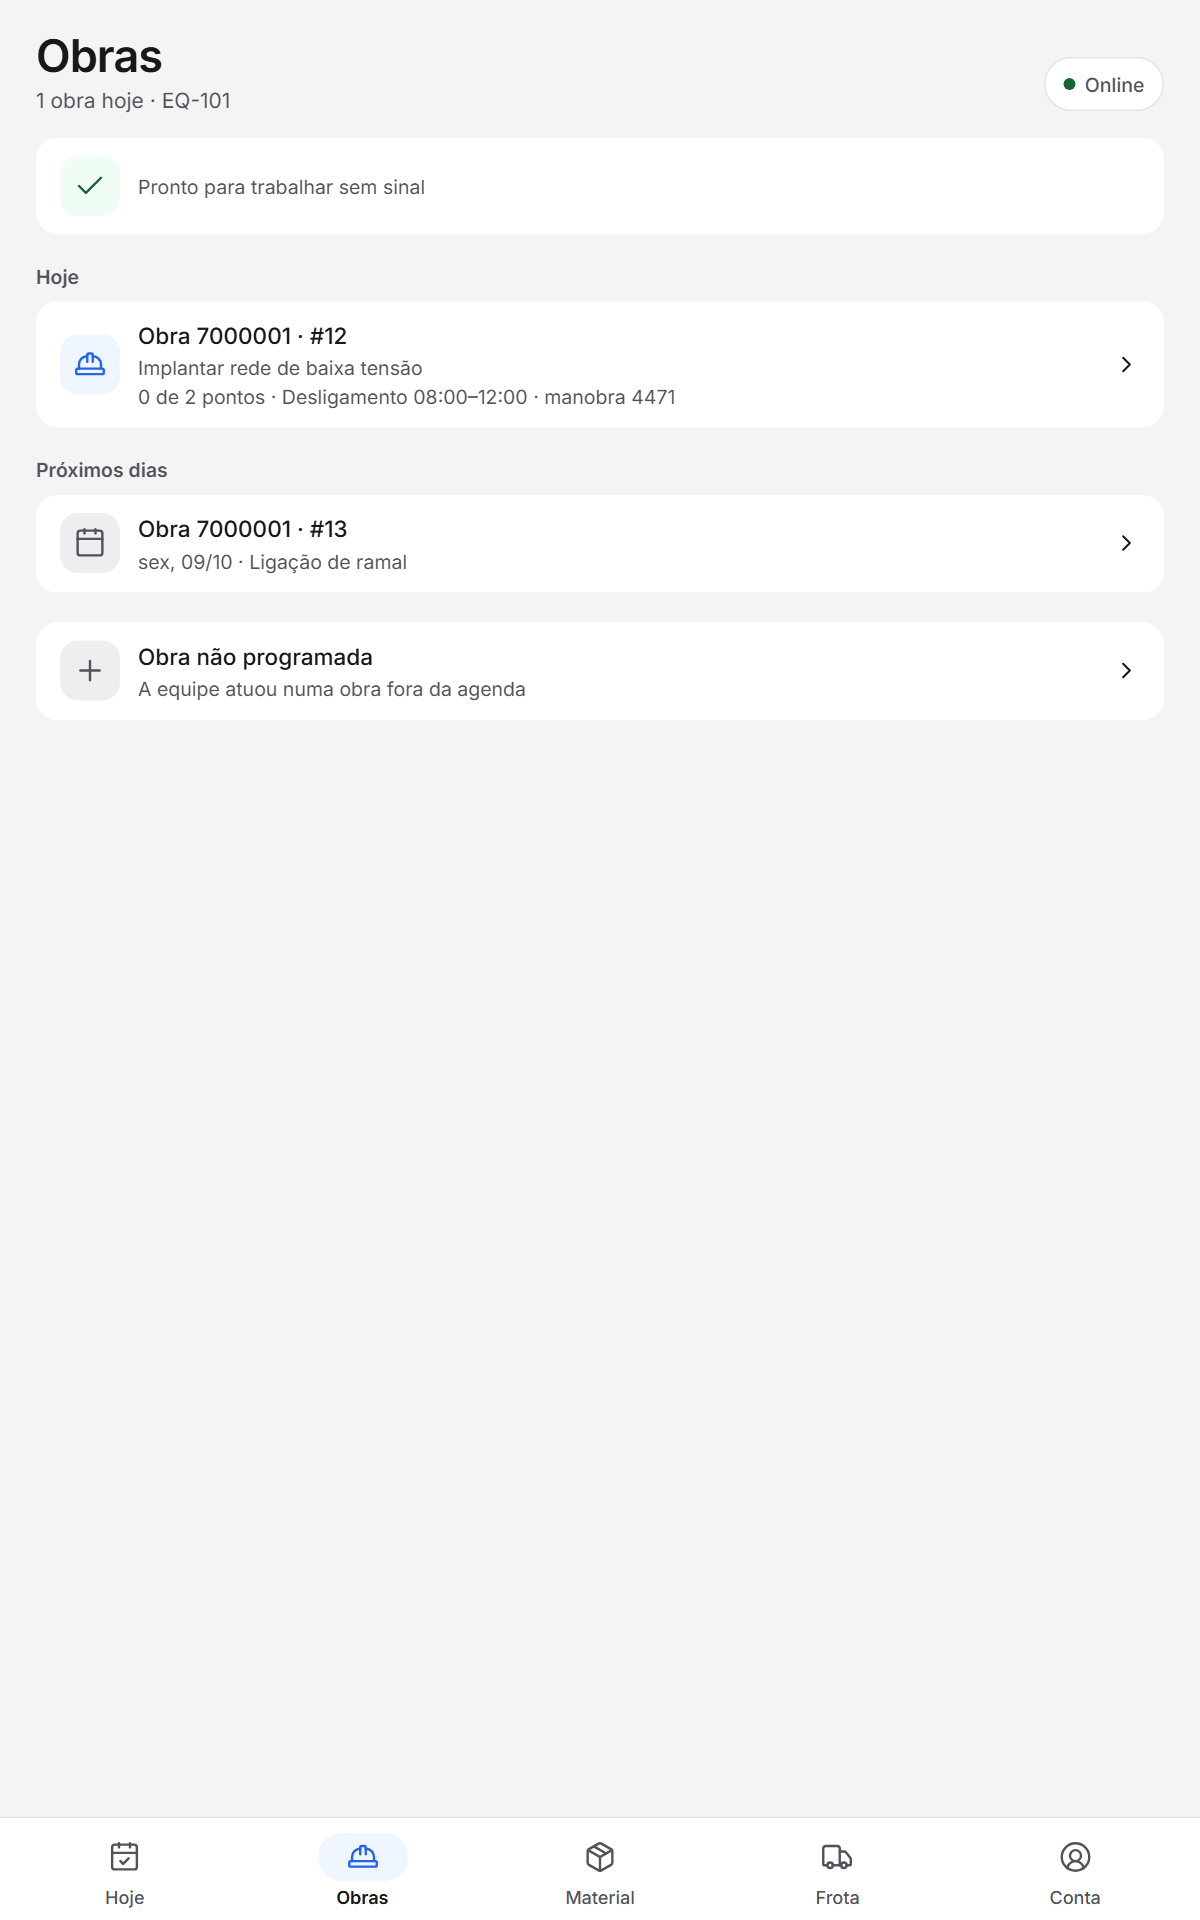 Obras
1 obra hoje · EQ-101
Online
Pronto para trabalhar sem sinal
Hoje
Obra 7000001 · #12
Implantar rede de baixa tensão
0 de 2 pontos · Desligamento 08:00–12:00 · manobra 4471
Próximos dias
Obra 7000001 · #13
sex, 09/10 · Ligação de ramal
Obra não programada
A equipe atuou numa obra fora da agenda
Hoje
Obras
Material
Frota
Conta